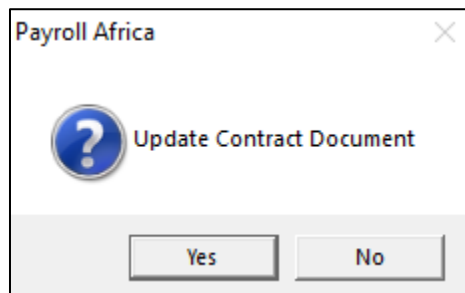 Payroll Africa
Update Contract Document
Yes No